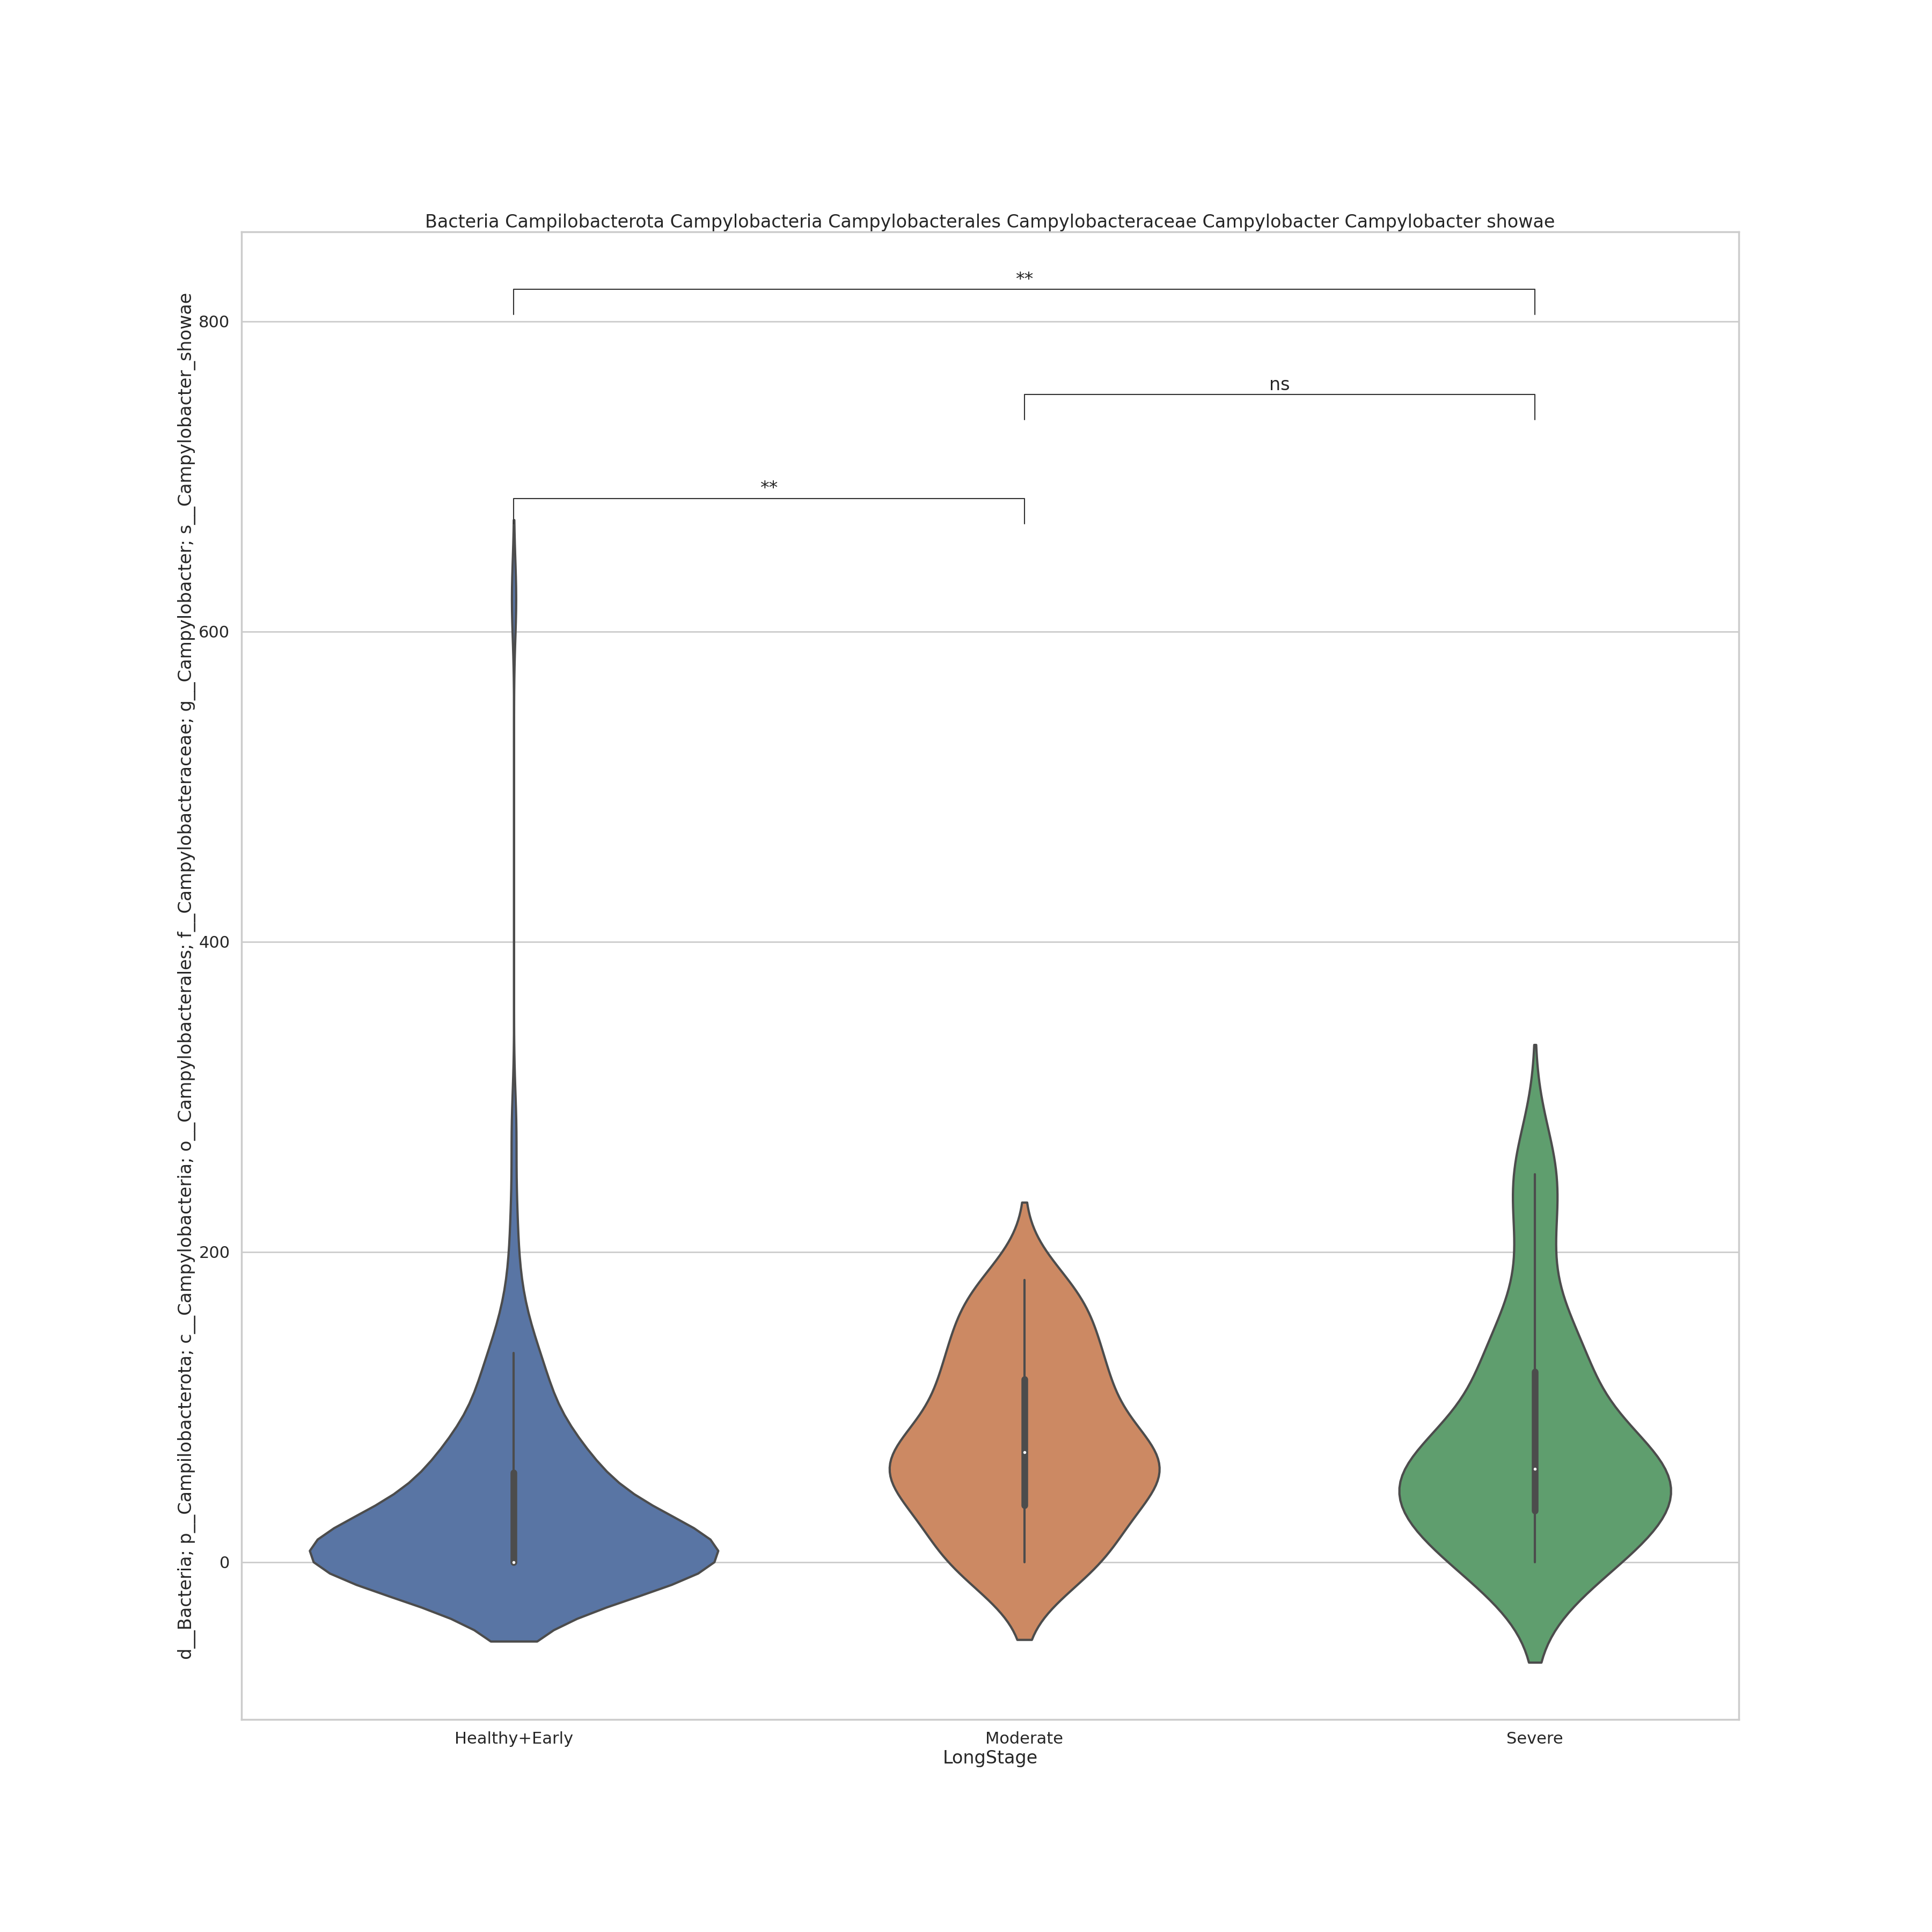 Bacteria Campilobacterota Campylobacteria Campylobacterales Campylobacteraceae Campylobacter Campylobacter showae
**
800
ns
**
600
400
200
0
d__Bacteria; p__Campilobacterota; c__Campylobacteria; o__Campylobacterales; f__Campylobacteraceae; g__Campylobacter; s__Campylobacter_showae
Healthy+Early
Moderate
Severe
LongStage